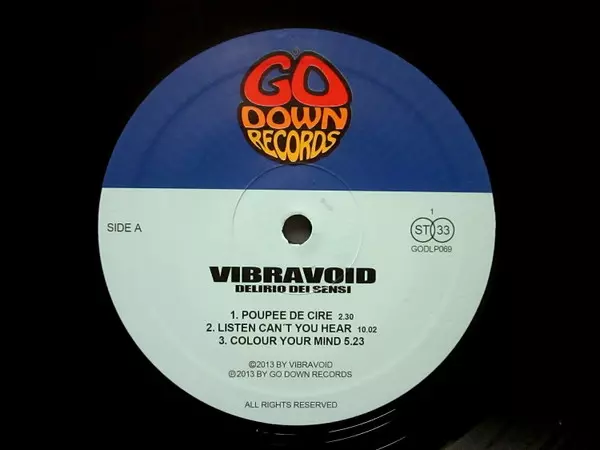 GO
DOWN
RECORDS
SIDE A
1
ST 33
GODLP069
VIBRAVOID
DELIRIO DEI SENSI
1. POUPEE DE CIRE 2.30
2. LISTEN CAN´T YOU HEAR 10.02
3. COLOUR YOUR MIND 5.23
©2013 BY VIBRAVOID
℗2013 BY GO DOWN RECORDS
ALL RIGHTS RESERVED